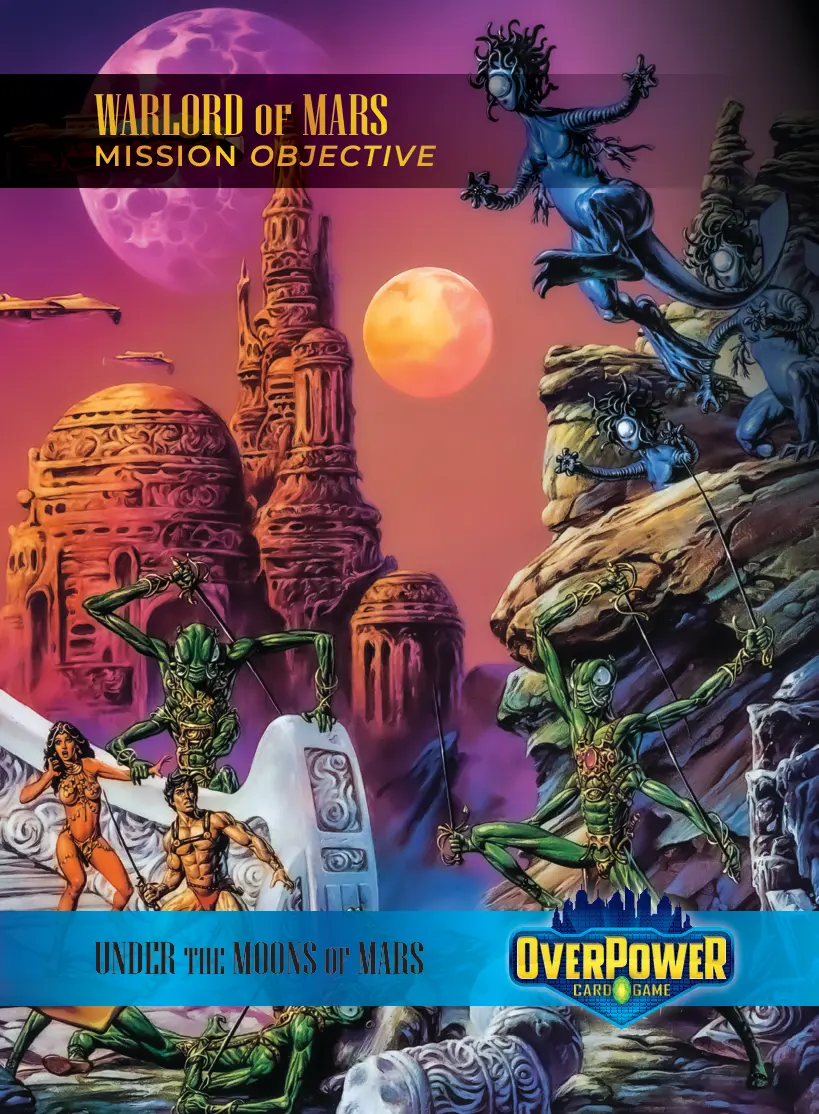 WARLORD OF MARS
MISSION OBJECTIVE
UNDER THE MOONS OF MARS
OVERPOWER
CARD GAME